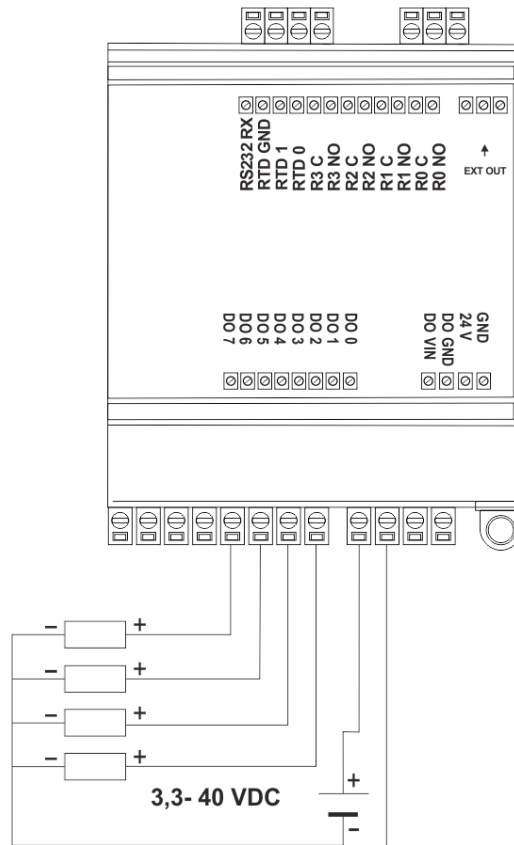 RS232 RX
RTD GND
RTD 1
RTD 0
R3 C
R3 NO
R2 C
R2 NO
R1 C
R1 NO
R0 C
R0 NO
EXT OUT
DO 7
DO 6
DO 5
DO 4
DO 3
DO 2
DO 1
DO 0
DO VIN
DO GND
24 V
GND
- +
- +
- +
- +
3,3- 40 VDC
+
-